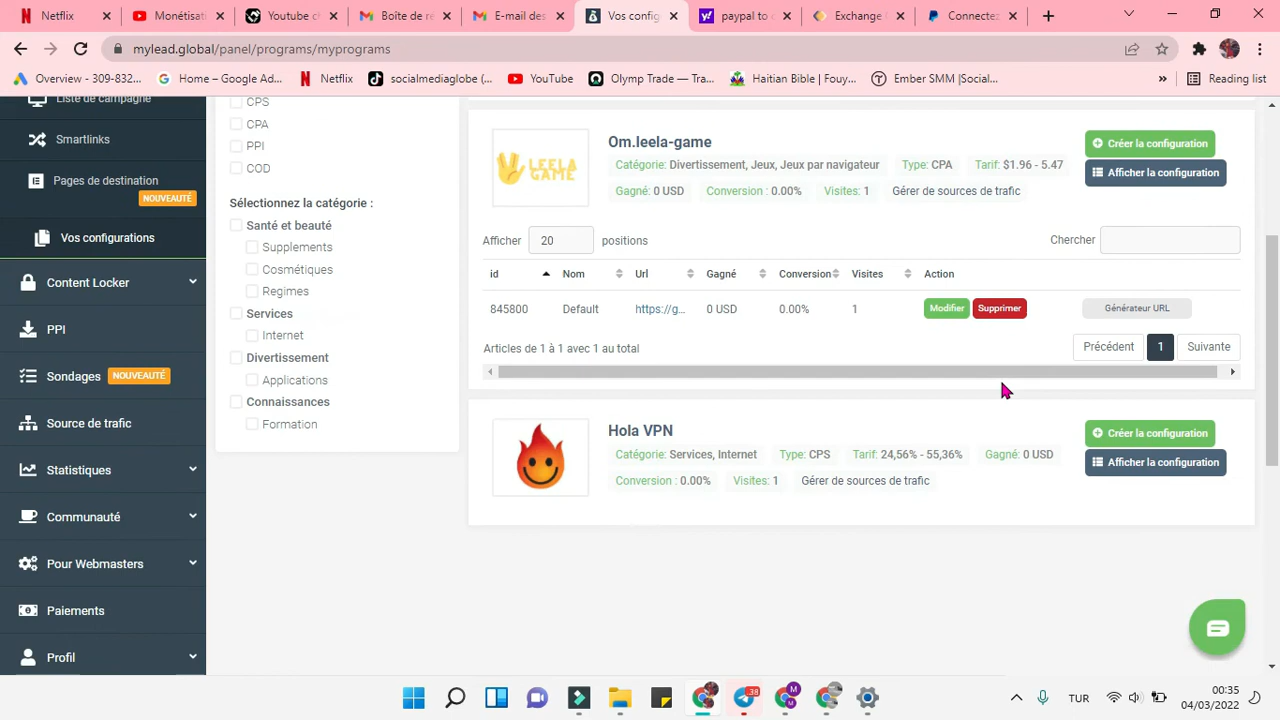 Netflix
Monétisat
Youtube ch
Boîte de ré
E-mail des
Vos config
paypal to
Exchange
Connectez
mylead.global/panel/programs/myprograms
Overview - 309-832...
Home – Google Ad...
Netflix
socialmediaglobe (...
YouTube
Olymp Trade — Tra...
Haitian Bible | Fouy...
Ember SMM |Social...
»
Reading list
Liste de campagne
Smartlinks
Pages de destination
NOUVEAUTÉ
Vos configurations
Content Locker
PPI
Sondages NOUVEAUTÉ
Source de trafic
Statistiques
Communauté
Pour Webmasters
Paiements
Profil
CPS
CPA
PPI
COD
Sélectionnez la catégorie :
Santé et beauté
Supplements
Cosmétiques
Regimes
Services
Internet
Divertissement
Applications
Connaissances
Formation
LEELA
GAME
Om.leela-game
Catégorie: Divertissement, Jeux, Jeux par navigateur Type: CPA Tarif: $1.96 - 5.47
Gagné: 0 USD Conversion : 0.00% Visites: 1 Gérer de sources de trafic
Créer la configuration
Afficher la configuration
Afficher 20 positions Chercher
id Nom Url Gagné Conversion Visites Action
845800 Default https://g... 0 USD 0.00% 1 Modifier Supprimer Générateur URL
Articles de 1 à 1 avec 1 au total Précédent 1 Suivante
Hola VPN
Catégorie: Services, Internet Type: CPS Tarif: 24,56% - 55,36% Gagné: 0 USD
Conversion : 0.00% Visites: 1 Gérer de sources de trafic
Créer la configuration
Afficher la configuration
38
M
M
TUR
00:35
04/03/2022